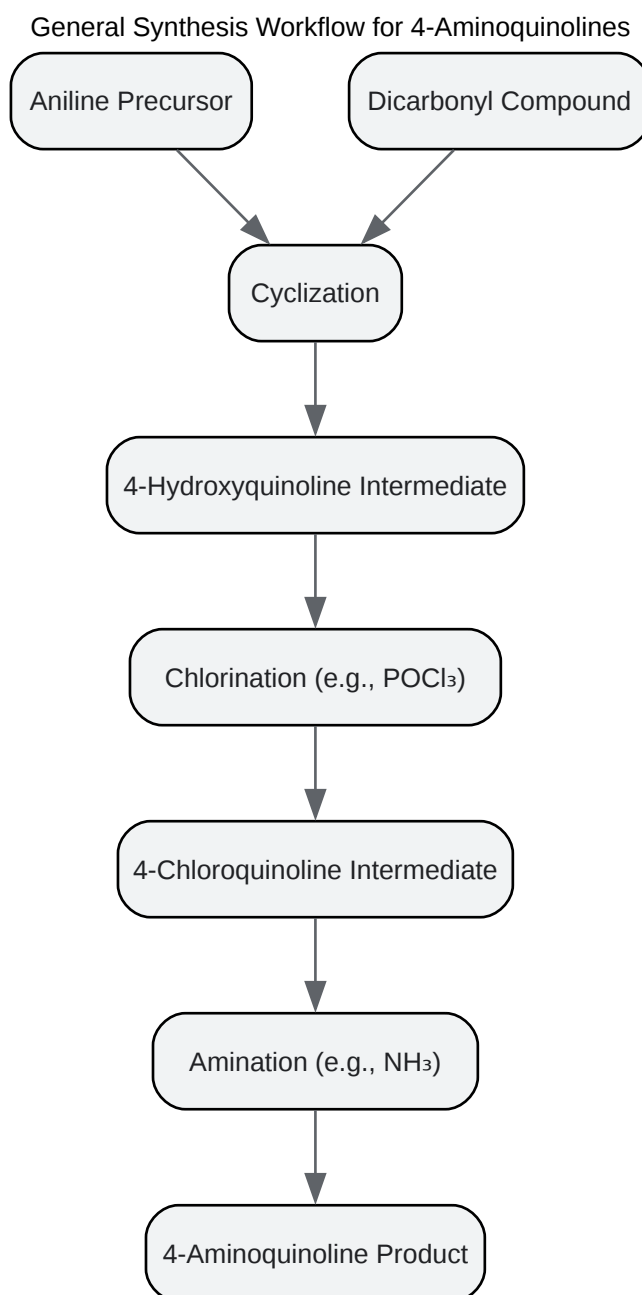 General Synthesis Workflow for 4-Aminoquinolines
Aniline Precursor
Dicarbonyl Compound
Cyclization
4-Hydroxyquinoline Intermediate
Chlorination (e.g., POCl₃)
4-Chloroquinoline Intermediate
Amination (e.g., NH₃)
4-Aminoquinoline Product